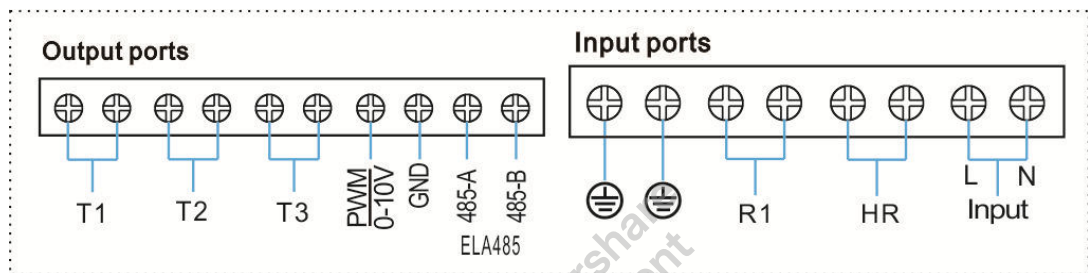 Output ports
T1
T2
T3
PWM
0-10V
GND
485-A
485-B
ELA485
Input ports
R1
HR
L N
Input